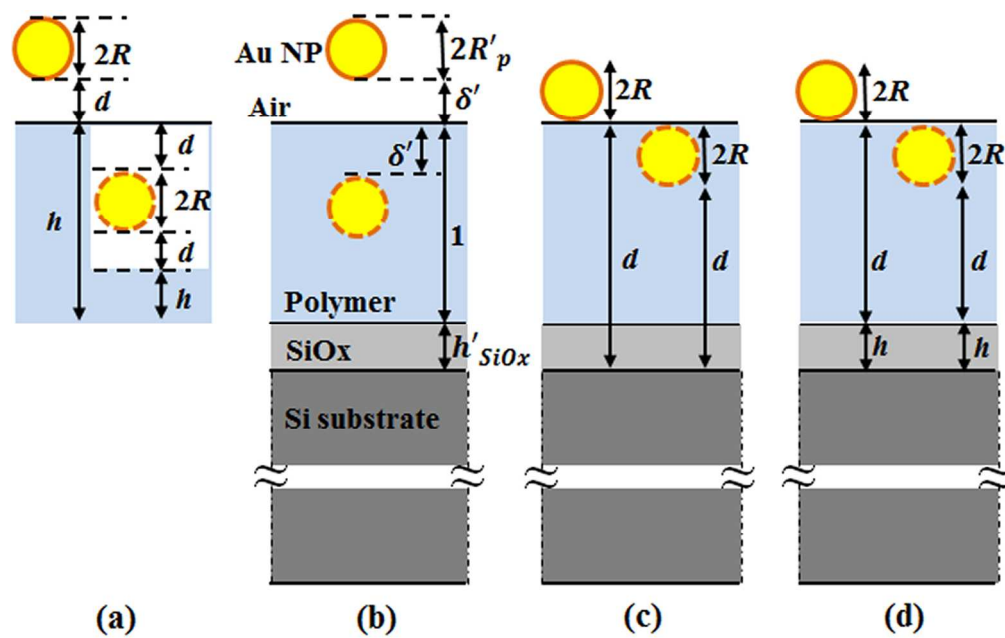 2R
d
h
d
2R
d
h
(a)
Au NP
2R'p
Air
δ'
δ'
1
Polymer
SiOx
h'SiOx
Si substrate
(b)
2R
2R
d
d
(c)
2R
2R
d
d
h
h
(d)